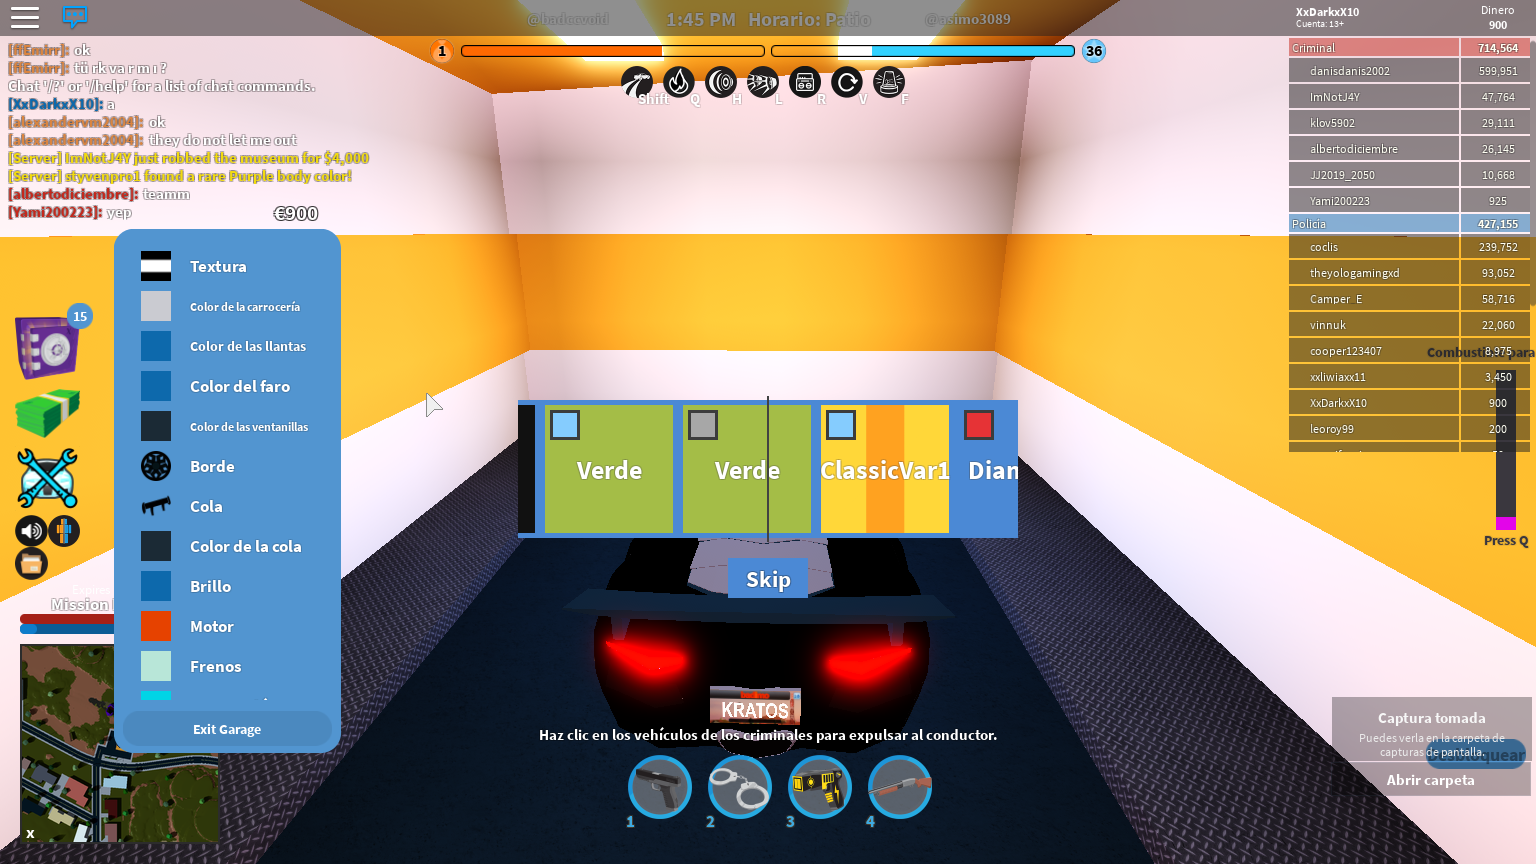 @badccvoid
1:45 PM Horario: Patio
@asimo3089
XxDarkxX10
Cuenta: 13+
Dinero
900
1
36
Shift
Q
H
L
R
V
F
[ffEmirr]: ok
[ffEmirr]: tü rk va r m ı ?
Chat '/?' or '/help' for a list of chat commands.
[XxDarkxX10]: a
[alexandervm2004]: ok
[alexandervm2004]: they do not let me out
[Server] ImNotJ4Y just robbed the museum for $4,000
[Server] styvenpro1 found a rare Purple body color!
[albertodiciembre]: teamm
[Yami200223]: yep
€900
Criminal 714,564
danisdanis2002 599,951
ImNotJ4Y 47,764
klov5902 29,111
albertodiciembre 26,145
JJ2019_2050 10,668
Yami200223 925
Policia 427,155
coclis 239,752
theyologamingxd 93,052
Camper_E 58,716
vinnuk 22,060
cooper123407 8,975
xxliwiaxx11 3,450
XxDarkxX10 900
leoroy99 200
Press Q
15
Textura
Color de la carrocería
Color de las llantas
Color del faro
Color de las ventanillas
Borde
Cola
Color de la cola
Brillo
Motor
Frenos
Exit Garage
Mission
x
Verde
Verde
ClassicVar1
Dian
Skip
KRATOS
Haz clic en los vehículos de los criminales para expulsar al conductor.
1
2
3
4
Captura tomada
Puedes verla en la carpeta de
capturas de pantalla.
Abrir carpeta